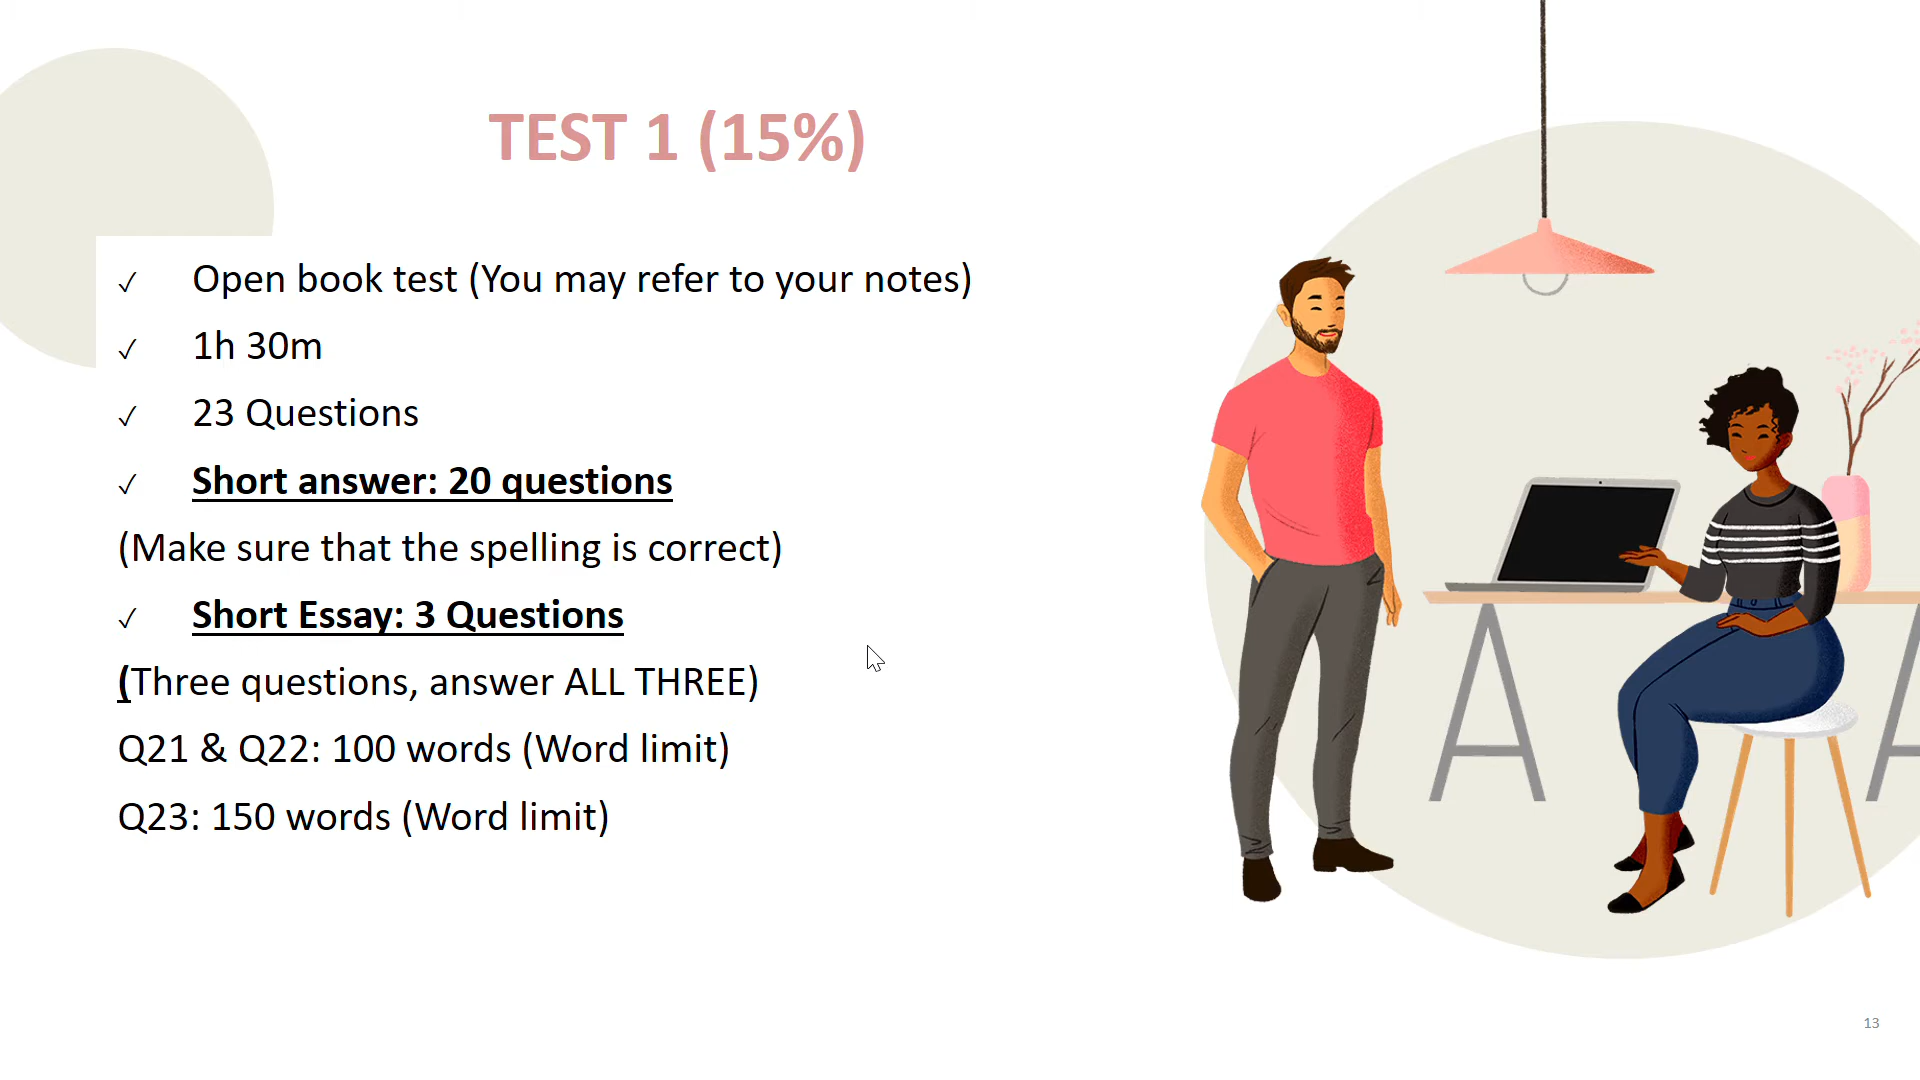 TEST 1 (15%)
✓ Open book test (You may refer to your notes)
✓ 1h 30m
✓ 23 Questions
✓ Short answer: 20 questions
(Make sure that the spelling is correct)
✓ Short Essay: 3 Questions
(Three questions, answer ALL THREE)
Q21 & Q22: 100 words (Word limit)
Q23: 150 words (Word limit)
13